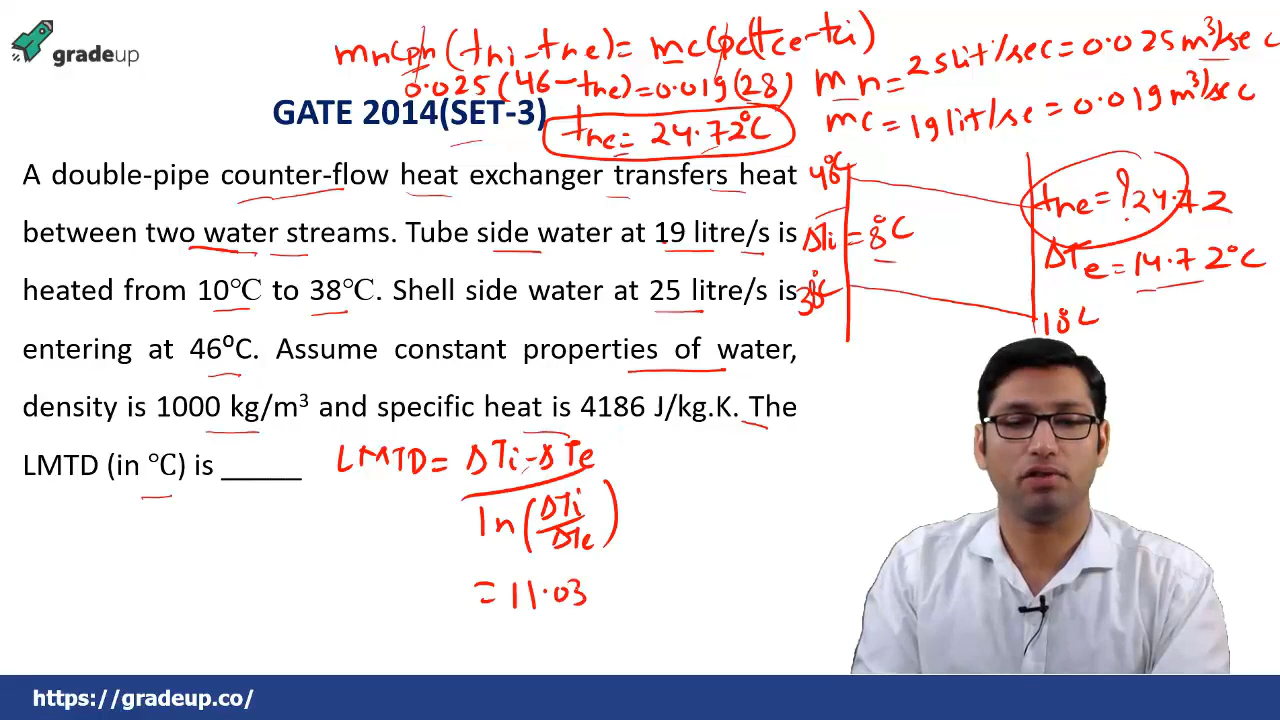 gradeup
mhcph(thi-the)=mcCpc(tce-tci)
0.025(46-the)=0.019(28)
the = 24.72°C
mh = 25lit/sec = 0.025m³/sec
mc = 19lit/se = 0.019m³/sec
GATE 2014(SET-3)
A double-pipe counter-flow heat exchanger transfers heat
between two water streams. Tube side water at 19 litre/s is
heated from 10℃ to 38℃. Shell side water at 25 litre/s is
entering at 46⁰C. Assume constant properties of water,
density is 1000 kg/m³ and specific heat is 4186 J/kg.K. The
LMTD (in ℃) is _____
46°C
the = ? 24.72
ΔTi = 8°C
ΔTe = 14.72°C
38°C
10°C
LMTD = ΔTi-ΔTe
ln(ΔTi/ΔTe)
= 11.03
https://gradeup.co/